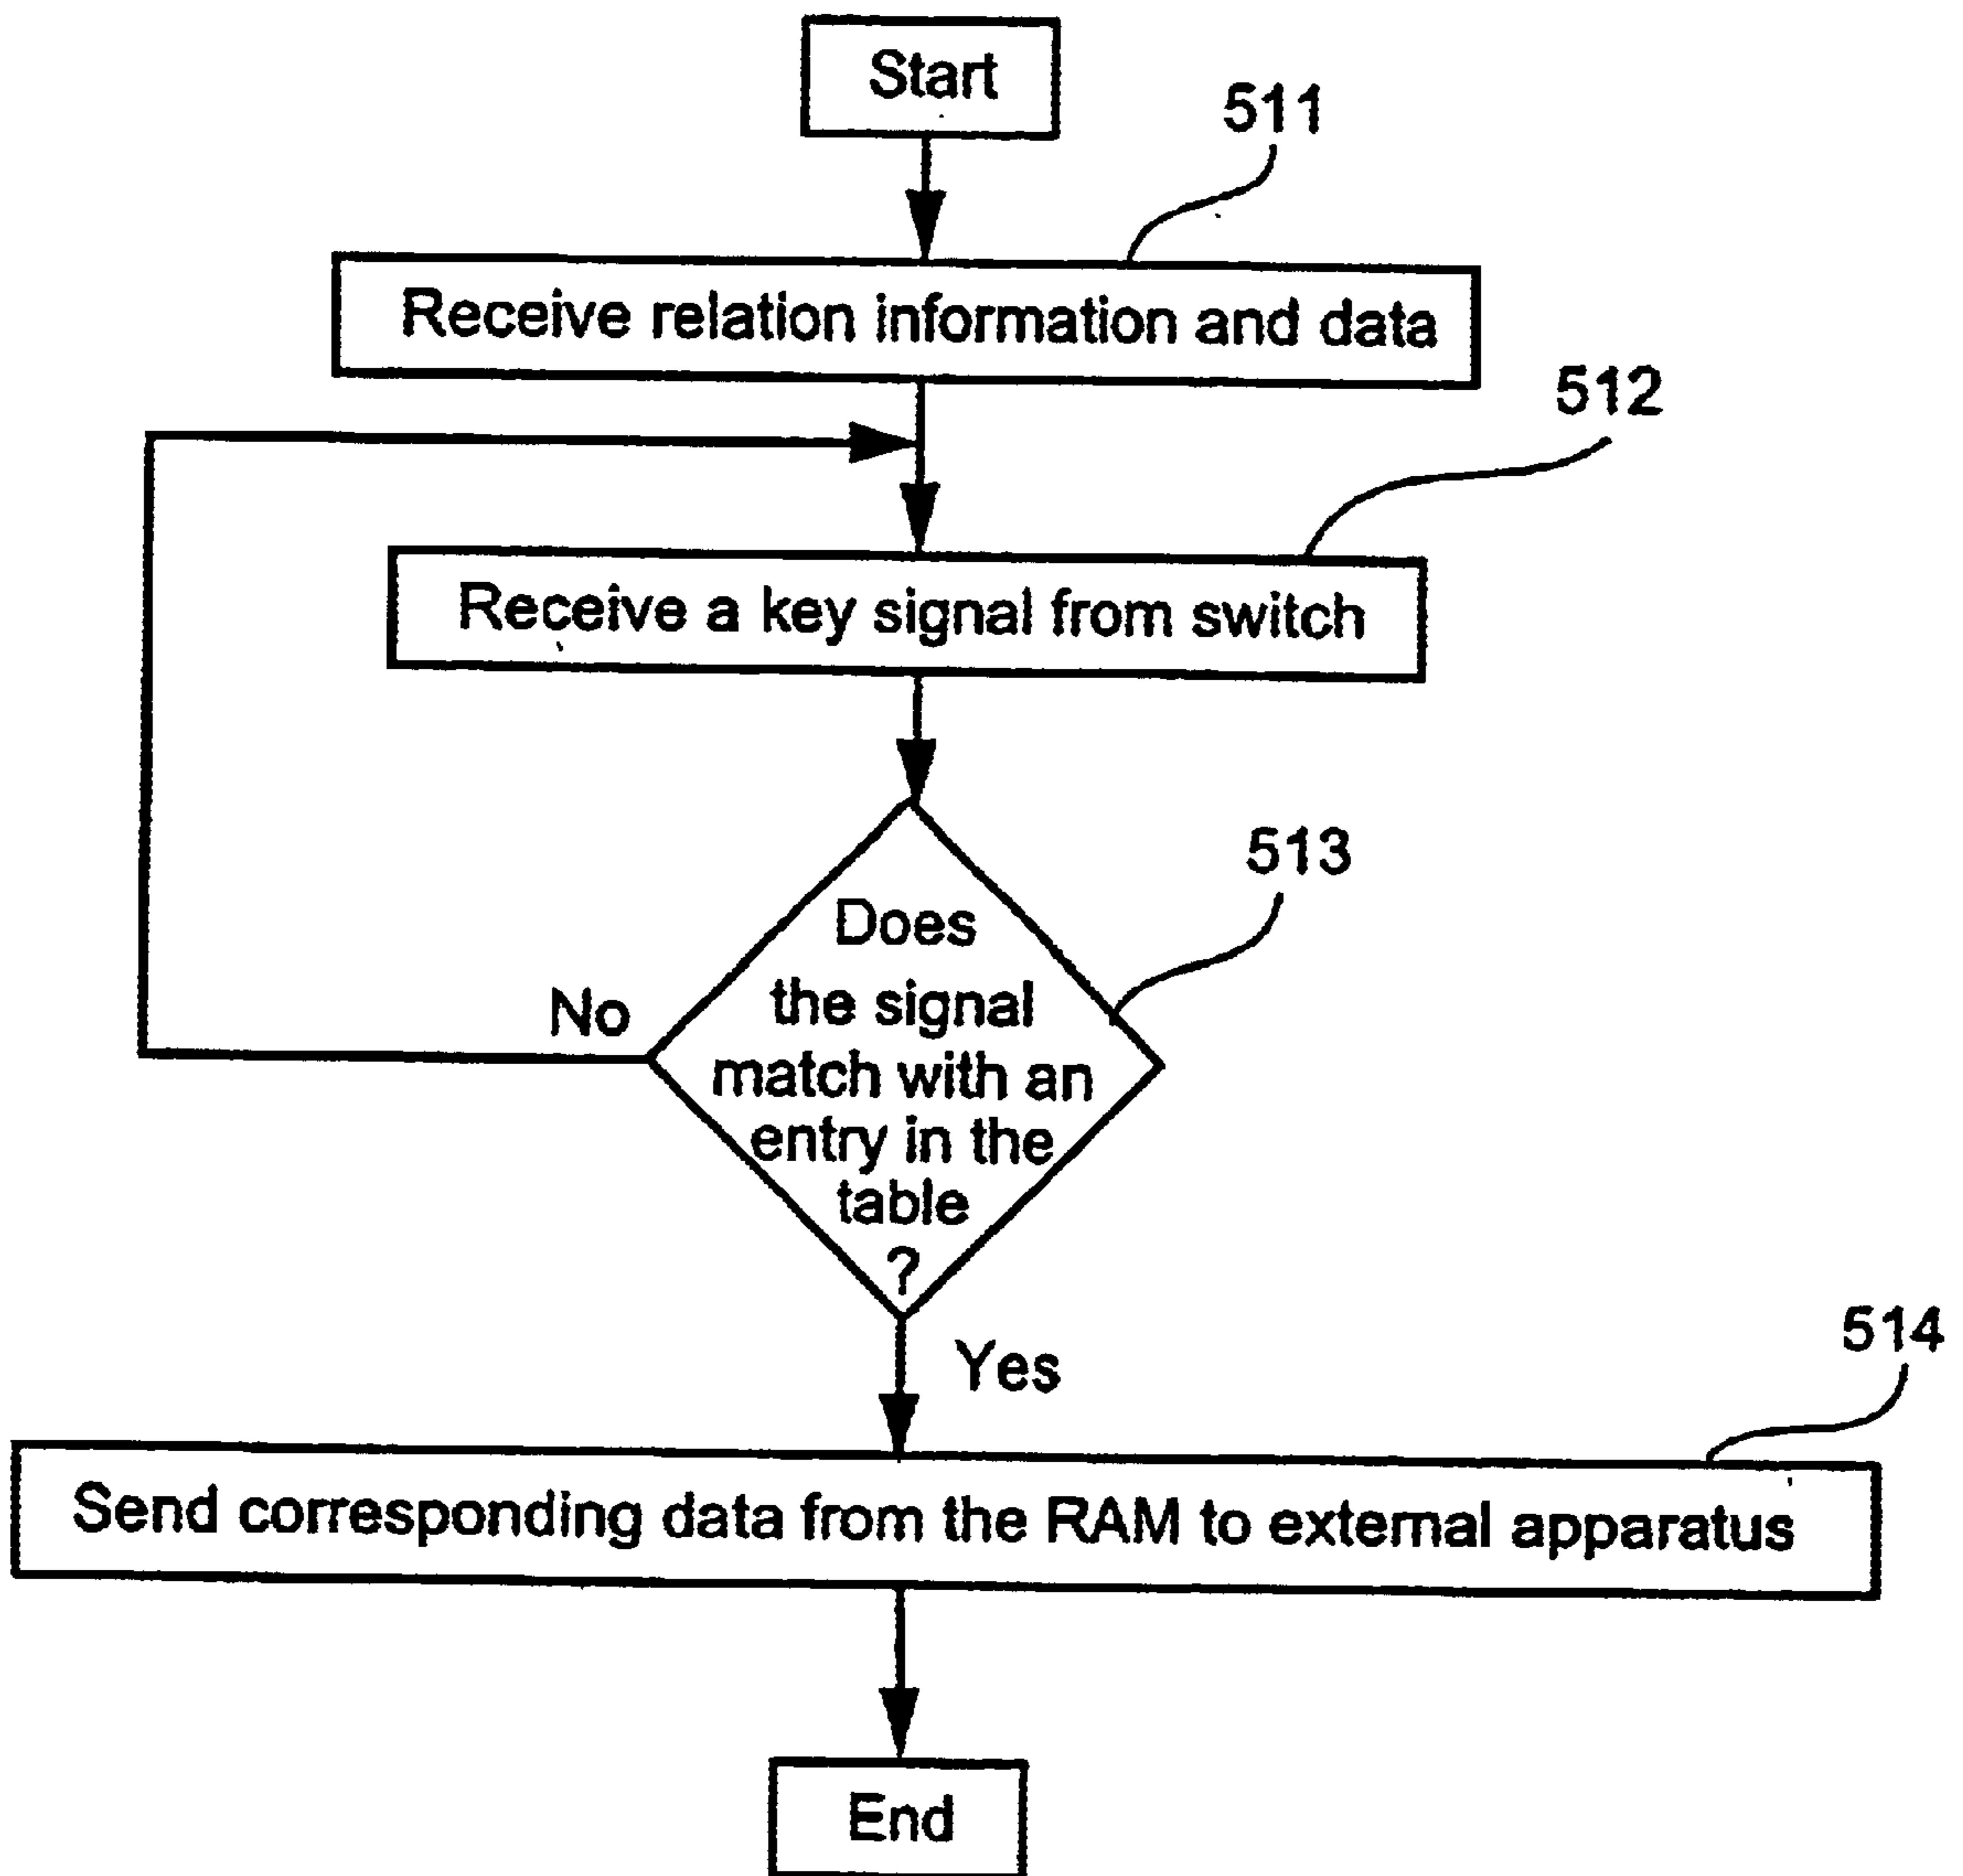 Start
511
Receive relation information and data
512
Receive a key signal from switch
513
Does
the signal
match with an
entry in the
table
?
No
Yes
514
Send corresponding data from the RAM to external apparatus
End